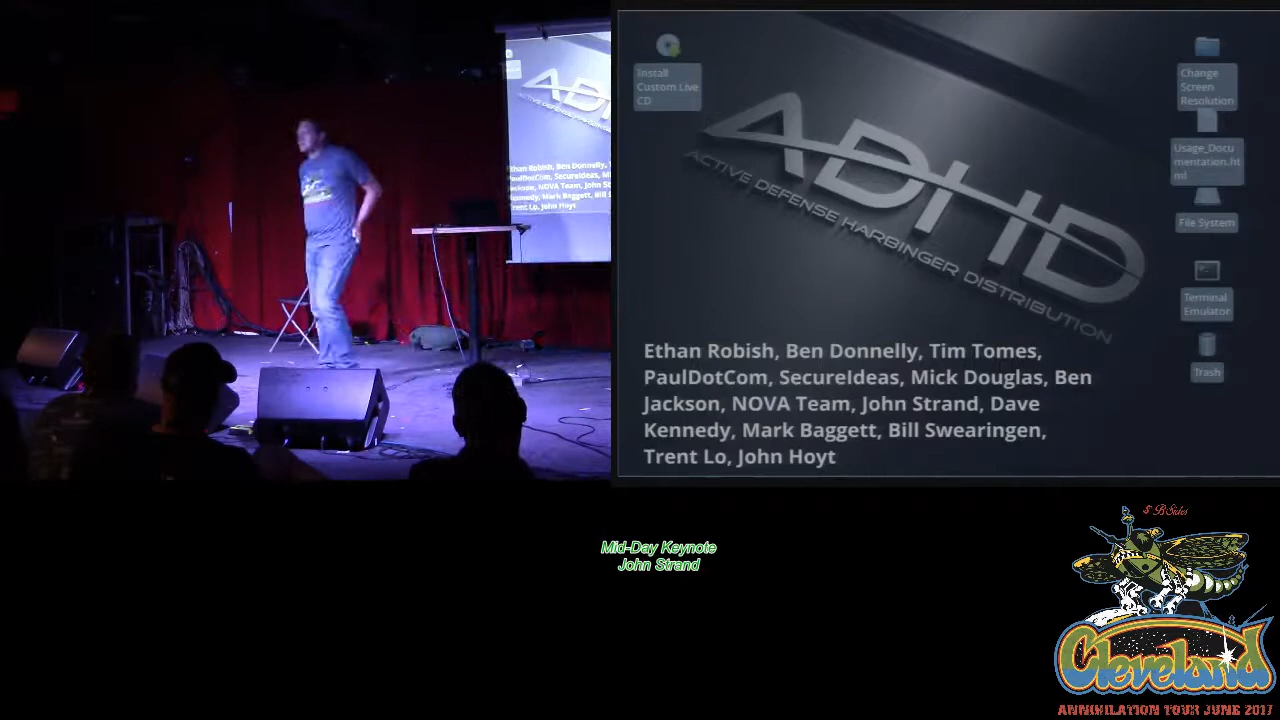 Install
Custom Live
CD
Change
Screen
Resolution
Usage_Docu
mentation.ht
ml
File System
Terminal
Emulator
Trash
ADHD
ACTIVE DEFENSE HARBINGER DISTRIBUTION
Ethan Robish, Ben Donnelly, Tim Tomes,
PaulDotCom, SecureIdeas, Mick Douglas, Ben
Jackson, NOVA Team, John Strand, Dave
Kennedy, Mark Baggett, Bill Swearingen,
Trent Lo, John Hoyt
Mid-Day Keynote
John Strand
BSides
Cleveland
ANNIHILATION TOUR JUNE 2017